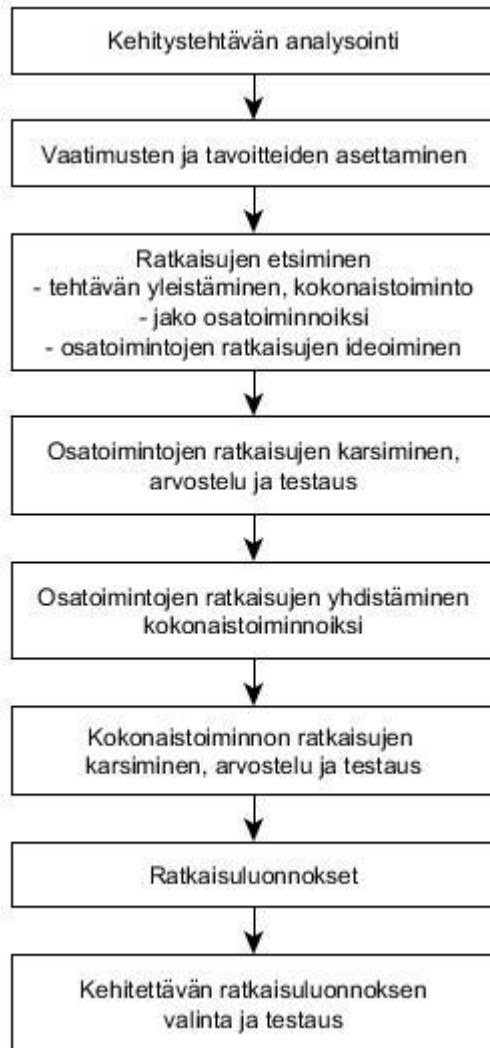 Kehitystehtävän analysointi
Vaatimusten ja tavoitteiden asettaminen
Ratkaisujen etsiminen
- tehtävän yleistäminen, kokonaistoiminto
- jako osatoiminnoiksi
- osatoimintojen ratkaisujen ideoiminen
Osatoimintojen ratkaisujen karsiminen,
arvostelu ja testaus
Osatoimintojen ratkaisujen yhdistäminen
kokonaistoiminnoiksi
Kokonaistoiminnon ratkaisujen
karsiminen, arvostelu ja testaus
Ratkaisuluonnokset
Kehitettävän ratkaisuluonnoksen
valinta ja testaus